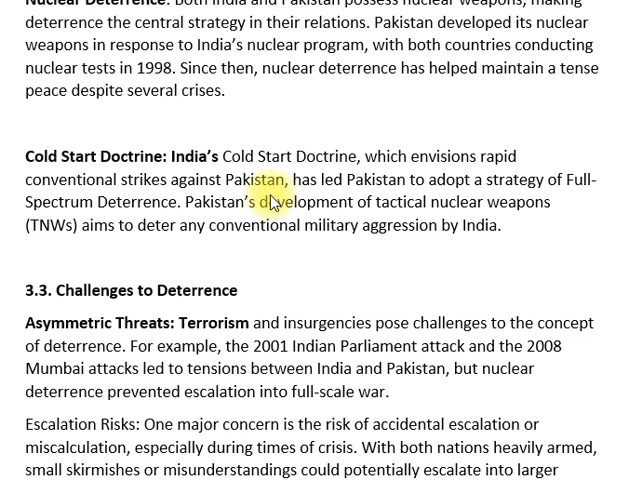 Nuclear Deterrence: Both India and Pakistan possess nuclear weapons, making
deterrence the central strategy in their relations. Pakistan developed its nuclear
weapons in response to India’s nuclear program, with both countries conducting
nuclear tests in 1998. Since then, nuclear deterrence has helped maintain a tense
peace despite several crises.
Cold Start Doctrine: India’s Cold Start Doctrine, which envisions rapid
conventional strikes against Pakistan, has led Pakistan to adopt a strategy of Full-
Spectrum Deterrence. Pakistan’s development of tactical nuclear weapons
(TNWs) aims to deter any conventional military aggression by India.
3.3. Challenges to Deterrence
Asymmetric Threats: Terrorism and insurgencies pose challenges to the concept
of deterrence. For example, the 2001 Indian Parliament attack and the 2008
Mumbai attacks led to tensions between India and Pakistan, but nuclear
deterrence prevented escalation into full-scale war.
Escalation Risks: One major concern is the risk of accidental escalation or
miscalculation, especially during times of crisis. With both nations heavily armed,
small skirmishes or misunderstandings could potentially escalate into larger